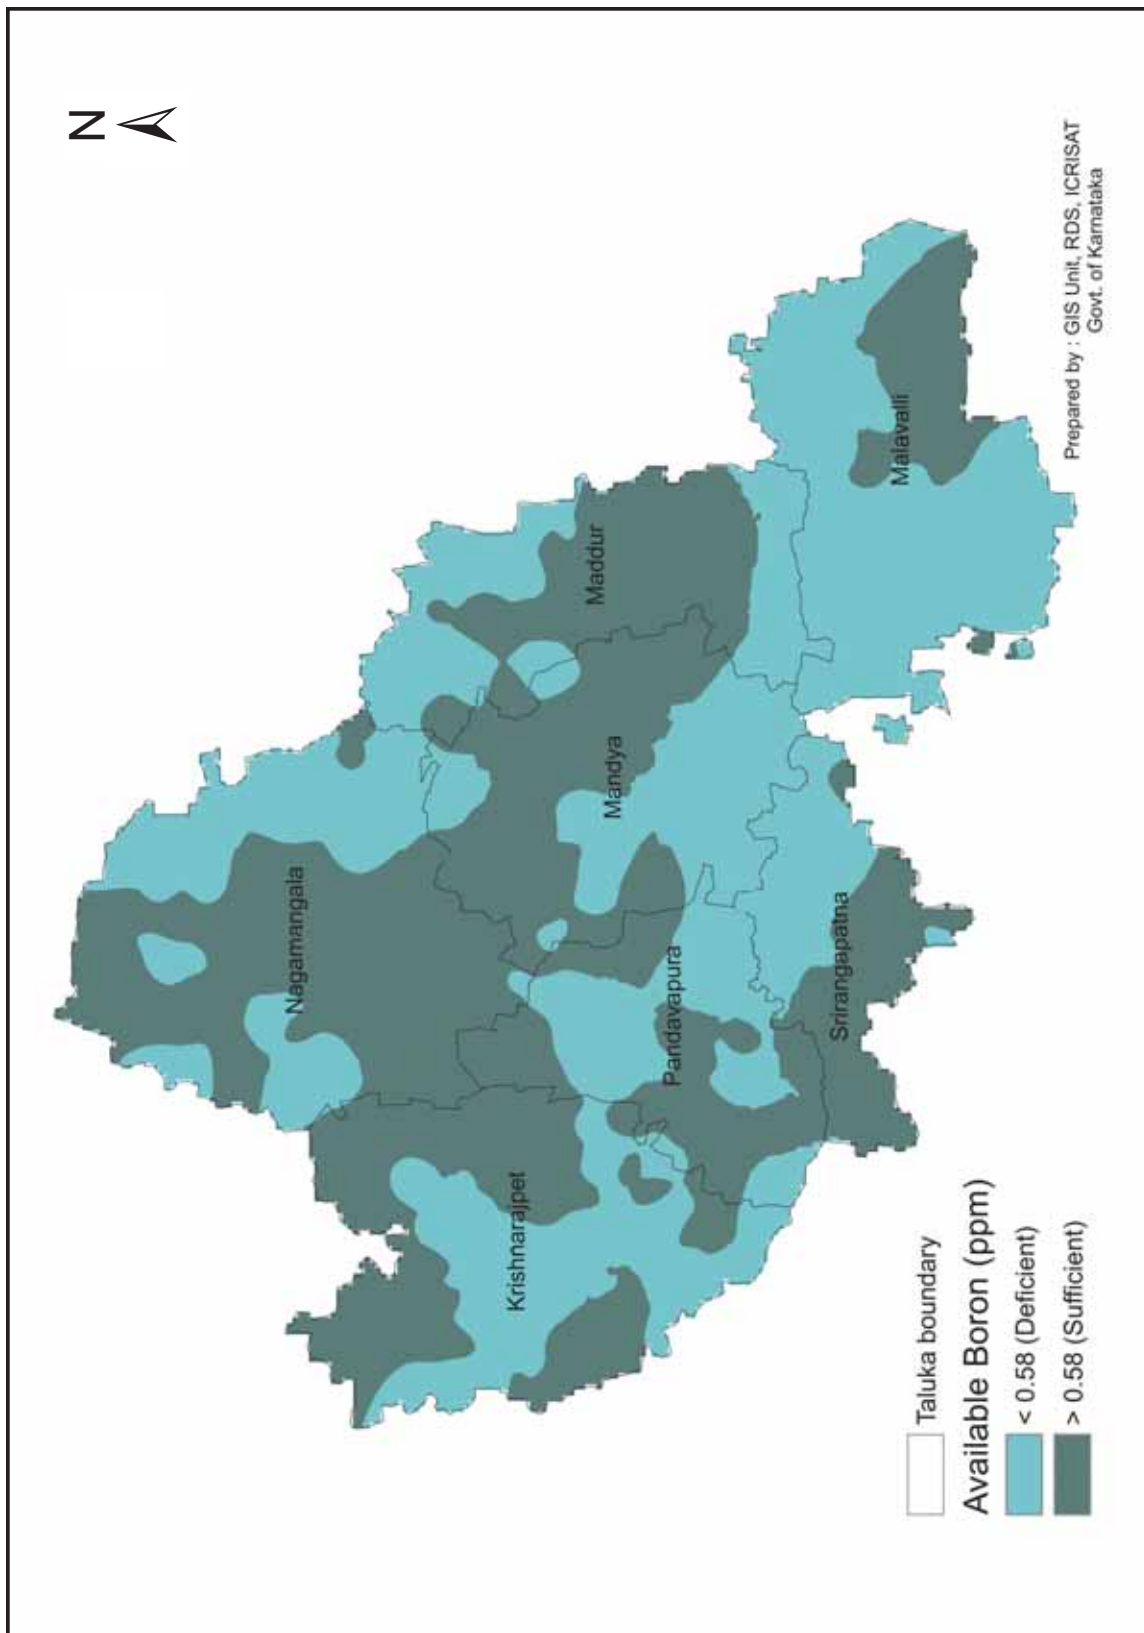 N
Nagamangala
Krishnarajpet
Maddur
Mandya
Pandavapura
Malavalli
Srirangapatna
Taluka boundary
Available Boron (ppm)
< 0.58 (Deficient)
> 0.58 (Sufficient)
Prepared by : GIS Unit, RDS, ICRISAT
Govt. of Karnataka